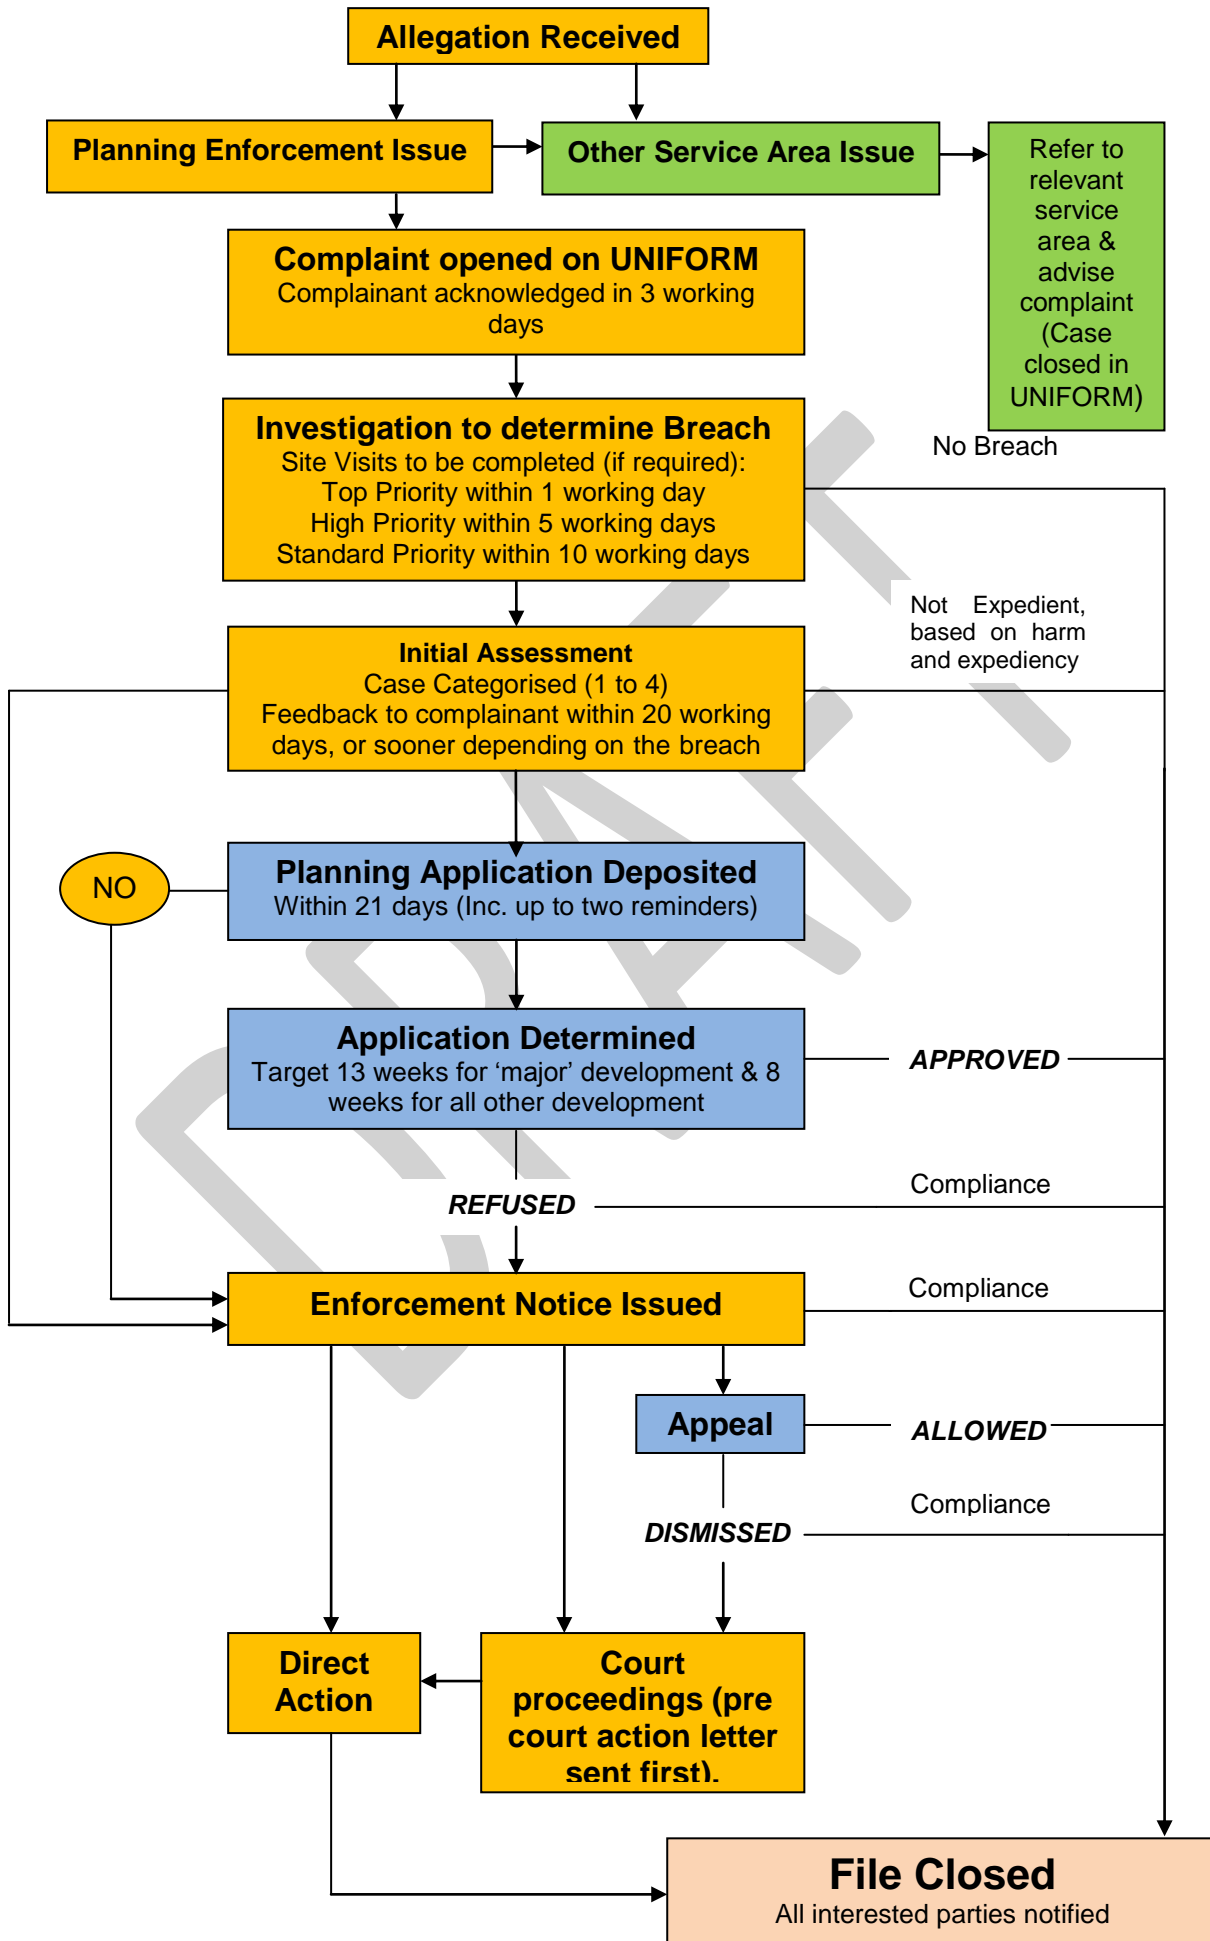 Allegation Received
Planning Enforcement Issue
Other Service Area Issue
Refer to
relevant
service
area &
advise
complaint
(Case
closed in
UNIFORM)
Complaint opened on UNIFORM
Complainant acknowledged in 3 working
days
Investigation to determine Breach
Site Visits to be completed (if required):
Top Priority within 1 working day
High Priority within 5 working days
Standard Priority within 10 working days
No Breach
Initial Assessment
Case Categorised (1 to 4)
Feedback to complainant within 20 working
days, or sooner depending on the breach
Not Expedient,
based on harm
and expediency
NO
Planning Application Deposited
Within 21 days (Inc. up to two reminders)
Application Determined
Target 13 weeks for ‘major’ development & 8
weeks for all other development
APPROVED
REFUSED
Compliance
Enforcement Notice Issued
Compliance
Appeal
ALLOWED
Compliance
DISMISSED
Direct
Action
Court
proceedings (pre
court action letter
sent first).
File Closed
All interested parties notified
DRAFT